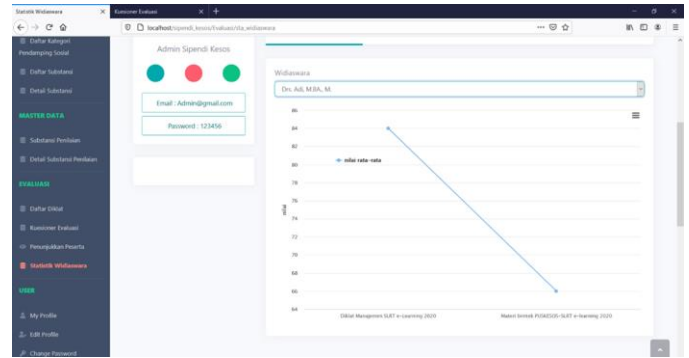 Statistik Widiaswara
Kuesioner Evaluasi
localhost/sipendi_kesos/Evaluasi/sta_widiaswara
Daftar Kategori
Pendamping Sosial
Daftar Substansi
Detail Substansi
MASTER DATA
Substansi Penilaian
Detail Substansi Penilaian
EVALUASI
Daftar Diklat
Kuesioner Evaluasi
Penunjukkan Peserta
Statistik Widiaswara
USER
My Profile
Edit Profile
Change Password
Admin Sipendi Kesos
Email : Admin@gmail.com
Password : 123456
Widiaswara
Drs. Adi, M.BA., M.
86
84
82
80
78
76
74
72
70
68
66
64
nilai
nilai rata-rata
Diklat Manajemen SLRT e-Learning 2020
Materi bimtek PUSKESOS-SLRT e-learning 2020